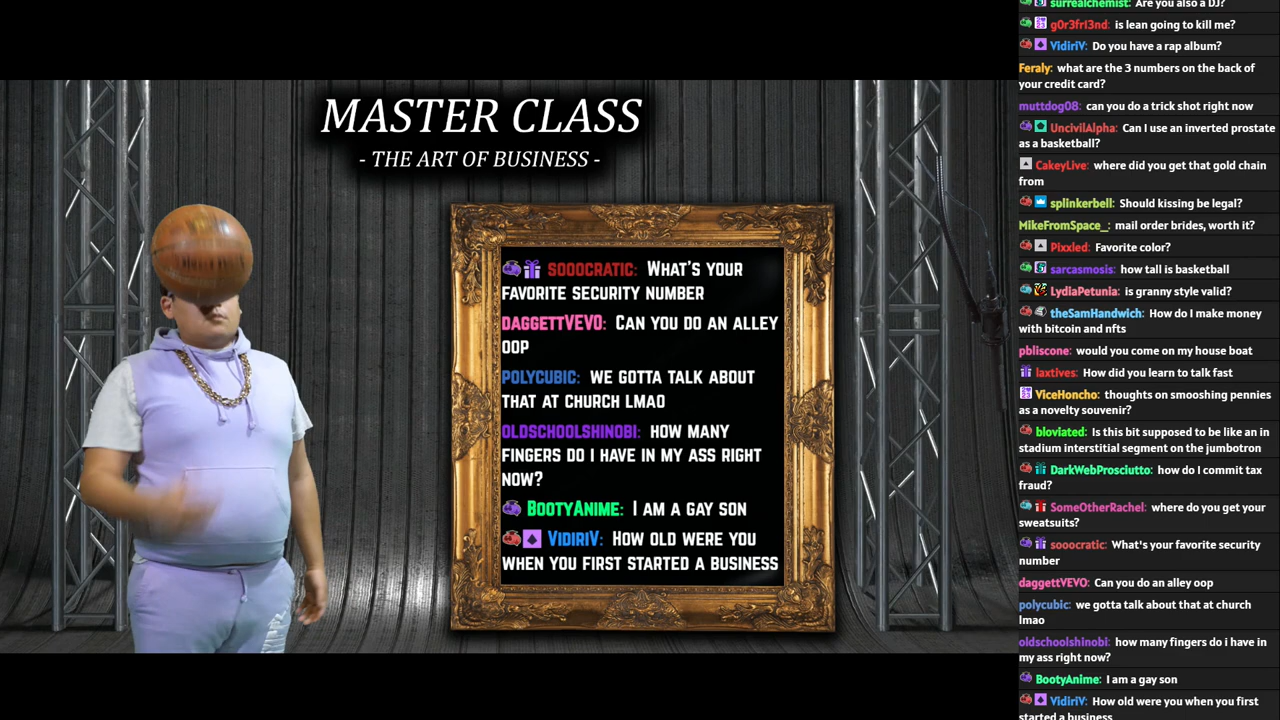 MASTER CLASS
- THE ART OF BUSINESS -
SOOOCRATIC: WHAT'S YOUR
FAVORITE SECURITY NUMBER
DAGGETTVEVO: CAN YOU DO AN ALLEY
OOP
POLYCUBIC: WE GOTTA TALK ABOUT
THAT AT CHURCH LMAO
OLDSCHOOLSHINOBI: HOW MANY
FINGERS DO I HAVE IN MY ASS RIGHT
NOW?
BOOTYANIME: I AM A GAY SON
VIDIRIV: HOW OLD WERE YOU
WHEN YOU FIRST STARTED A BUSINESS
surrealchemist: Are you also a DJ?
g0r3frI3nd: is lean going to kill me?
VidiriV: Do you have a rap album?
Feraly: what are the 3 numbers on the back of
your credit card?
muttdog08: can you do a trick shot right now
UncivilAlpha: Can I use an inverted prostate
as a basketball?
CakeyLive: where did you get that gold chain
from
splinkerbell: Should kissing be legal?
MikeFromSpace_: mail order brides, worth it?
Pixxled: Favorite color?
sarcasmosis: how tall is basketball
LydiaPetunia: is granny style valid?
theSamHandwich: How do I make money
with bitcoin and nfts
pbliscone: would you come on my house boat
laxtives: How did you learn to talk fast
ViceHoncho: thoughts on smooshing pennies
as a novelty souvenir?
bloviated: Is this bit supposed to be like an in
stadium interstitial segment on the jumbotron
DarkWebProsciutto: how do I commit tax
fraud?
SomeOtherRachel: where do you get your
sweatsuits?
sooocratic: What's your favorite security
number
daggettVEVO: Can you do an alley oop
polycubic: we gotta talk about that at church
lmao
oldschoolshinobi: how many fingers do i have in
my ass right now?
BootyAnime: I am a gay son
VidiriV: How old were you when you first
started a business